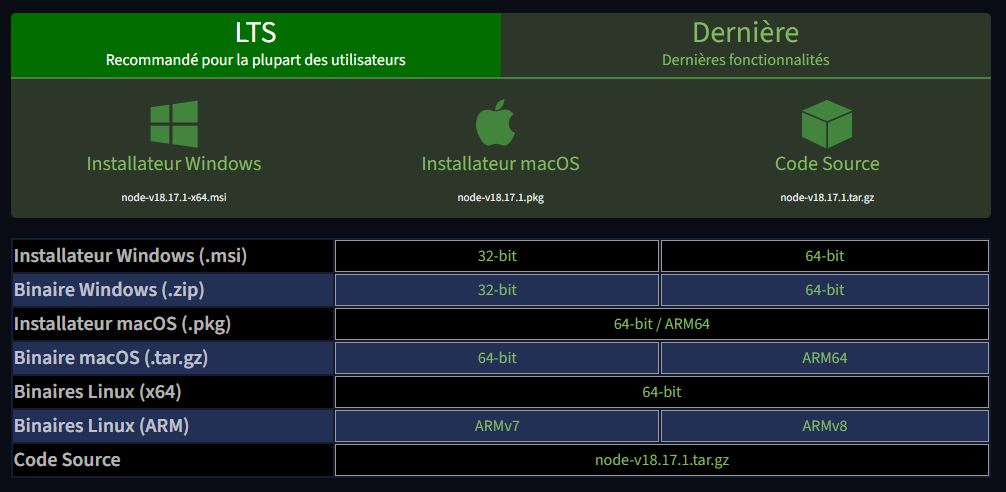 LTS
Recommandé pour la plupart des utilisateurs
Dernière
Dernières fonctionnalités
Installateur Windows
node-v18.17.1-x64.msi
Installateur macOS
node-v18.17.1.pkg
Code Source
node-v18.17.1.tar.gz
Installateur Windows (.msi) 32-bit 64-bit
Binaire Windows (.zip) 32-bit 64-bit
Installateur macOS (.pkg) 64-bit / ARM64
Binaire macOS (.tar.gz) 64-bit ARM64
Binaires Linux (x64) 64-bit
Binaires Linux (ARM) ARMv7 ARMv8
Code Source node-v18.17.1.tar.gz